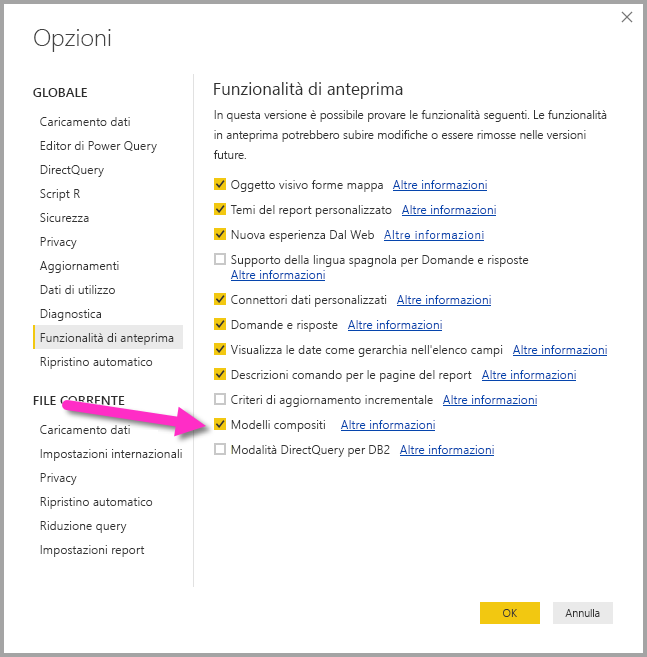 Opzioni
GLOBALE
Caricamento dati
Editor di Power Query
DirectQuery
Script R
Sicurezza
Privacy
Aggiornamenti
Dati di utilizzo
Diagnostica
Funzionalità di anteprima
Ripristino automatico
FILE CORRENTE
Caricamento dati
Impostazioni internazionali
Privacy
Ripristino automatico
Riduzione query
Impostazioni report
Funzionalità di anteprima
In questa versione è possibile provare le funzionalità seguenti. Le funzionalità
in anteprima potrebbero subire modifiche o essere rimosse nelle versioni
future.
Oggetto visivo forme mappa Altre informazioni
Temi del report personalizzato Altre informazioni
Nuova esperienza Dal Web Altre informazioni
Supporto della lingua spagnola per Domande e risposte
Altre informazioni
Connettori dati personalizzati Altre informazioni
Domande e risposte Altre informazioni
Visualizza le date come gerarchia nell'elenco campi Altre informazioni
Descrizioni comando per le pagine del report Altre informazioni
Criteri di aggiornamento incrementale Altre informazioni
Modelli compositi Altre informazioni
Modalità DirectQuery per DB2 Altre informazioni
OK Annulla